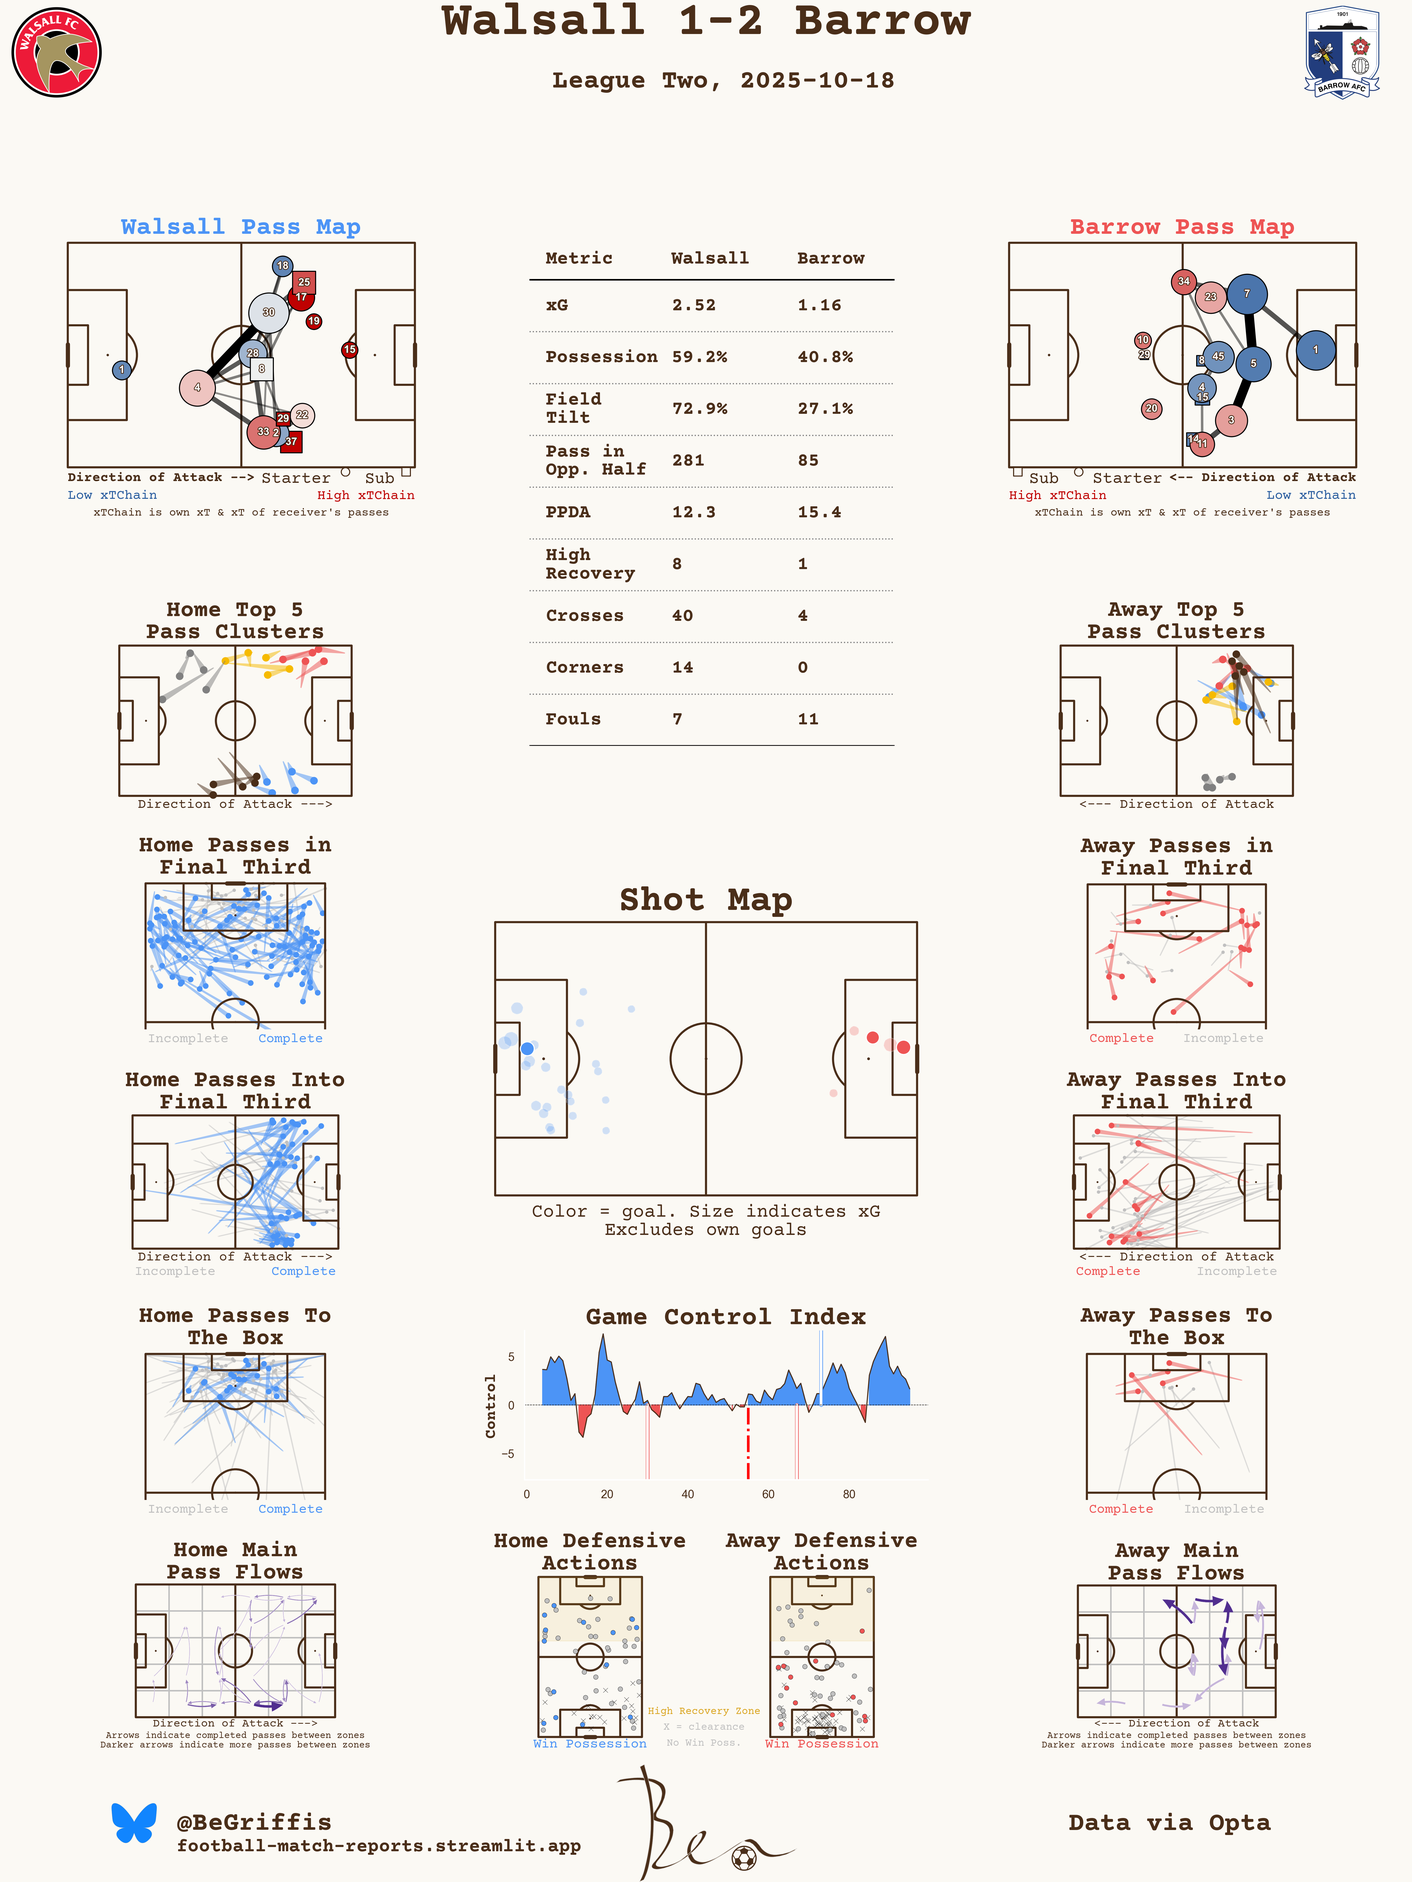 Walsall 1-2 Barrow
League Two, 2025-10-18
WALSALL FC
1901
BARROW AFC
Walsall Pass Map
18
25
17
30
19
28
15
1
8
4
29
22
33
2
37
Direction of Attack --> Starter Sub
Low xTChain High xTChain
xTChain is own xT & xT of receiver's passes
Metric Walsall Barrow
xG 2.52 1.16
Possession 59.2% 40.8%
Field
Tilt 72.9% 27.1%
Pass in
Opp. Half 281 85
PPDA 12.3 15.4
High
Recovery 8 1
Crosses 40 4
Corners 14 0
Fouls 7 11
Barrow Pass Map
34
23
7
10
29
8
45
5
1
4
15
20
3
14
11
Sub Starter <-- Direction of Attack
High xTChain Low xTChain
xTChain is own xT & xT of receiver's passes
Home Top 5
Pass Clusters
Direction of Attack --->
Away Top 5
Pass Clusters
<--- Direction of Attack
Home Passes in
Final Third
Incomplete Complete
Away Passes in
Final Third
Complete Incomplete
Shot Map
Color = goal. Size indicates xG
Excludes own goals
Home Passes Into
Final Third
Direction of Attack --->
Incomplete Complete
Away Passes Into
Final Third
<--- Direction of Attack
Complete Incomplete
Home Passes To
The Box
Incomplete Complete
Game Control Index
Control
5
0
−5
0 20 40 60 80
Away Passes To
The Box
Complete Incomplete
Home Main
Pass Flows
Direction of Attack --->
Arrows indicate completed passes between zones
Darker arrows indicate more passes between zones
Home Defensive
Actions
Win Possession
Away Defensive
Actions
Win Possession
High Recovery Zone
X = clearance
No Win Poss.
Away Main
Pass Flows
<--- Direction of Attack
Arrows indicate completed passes between zones
Darker arrows indicate more passes between zones
@BeGriffis
football-match-reports.streamlit.app
Ben
Data via Opta